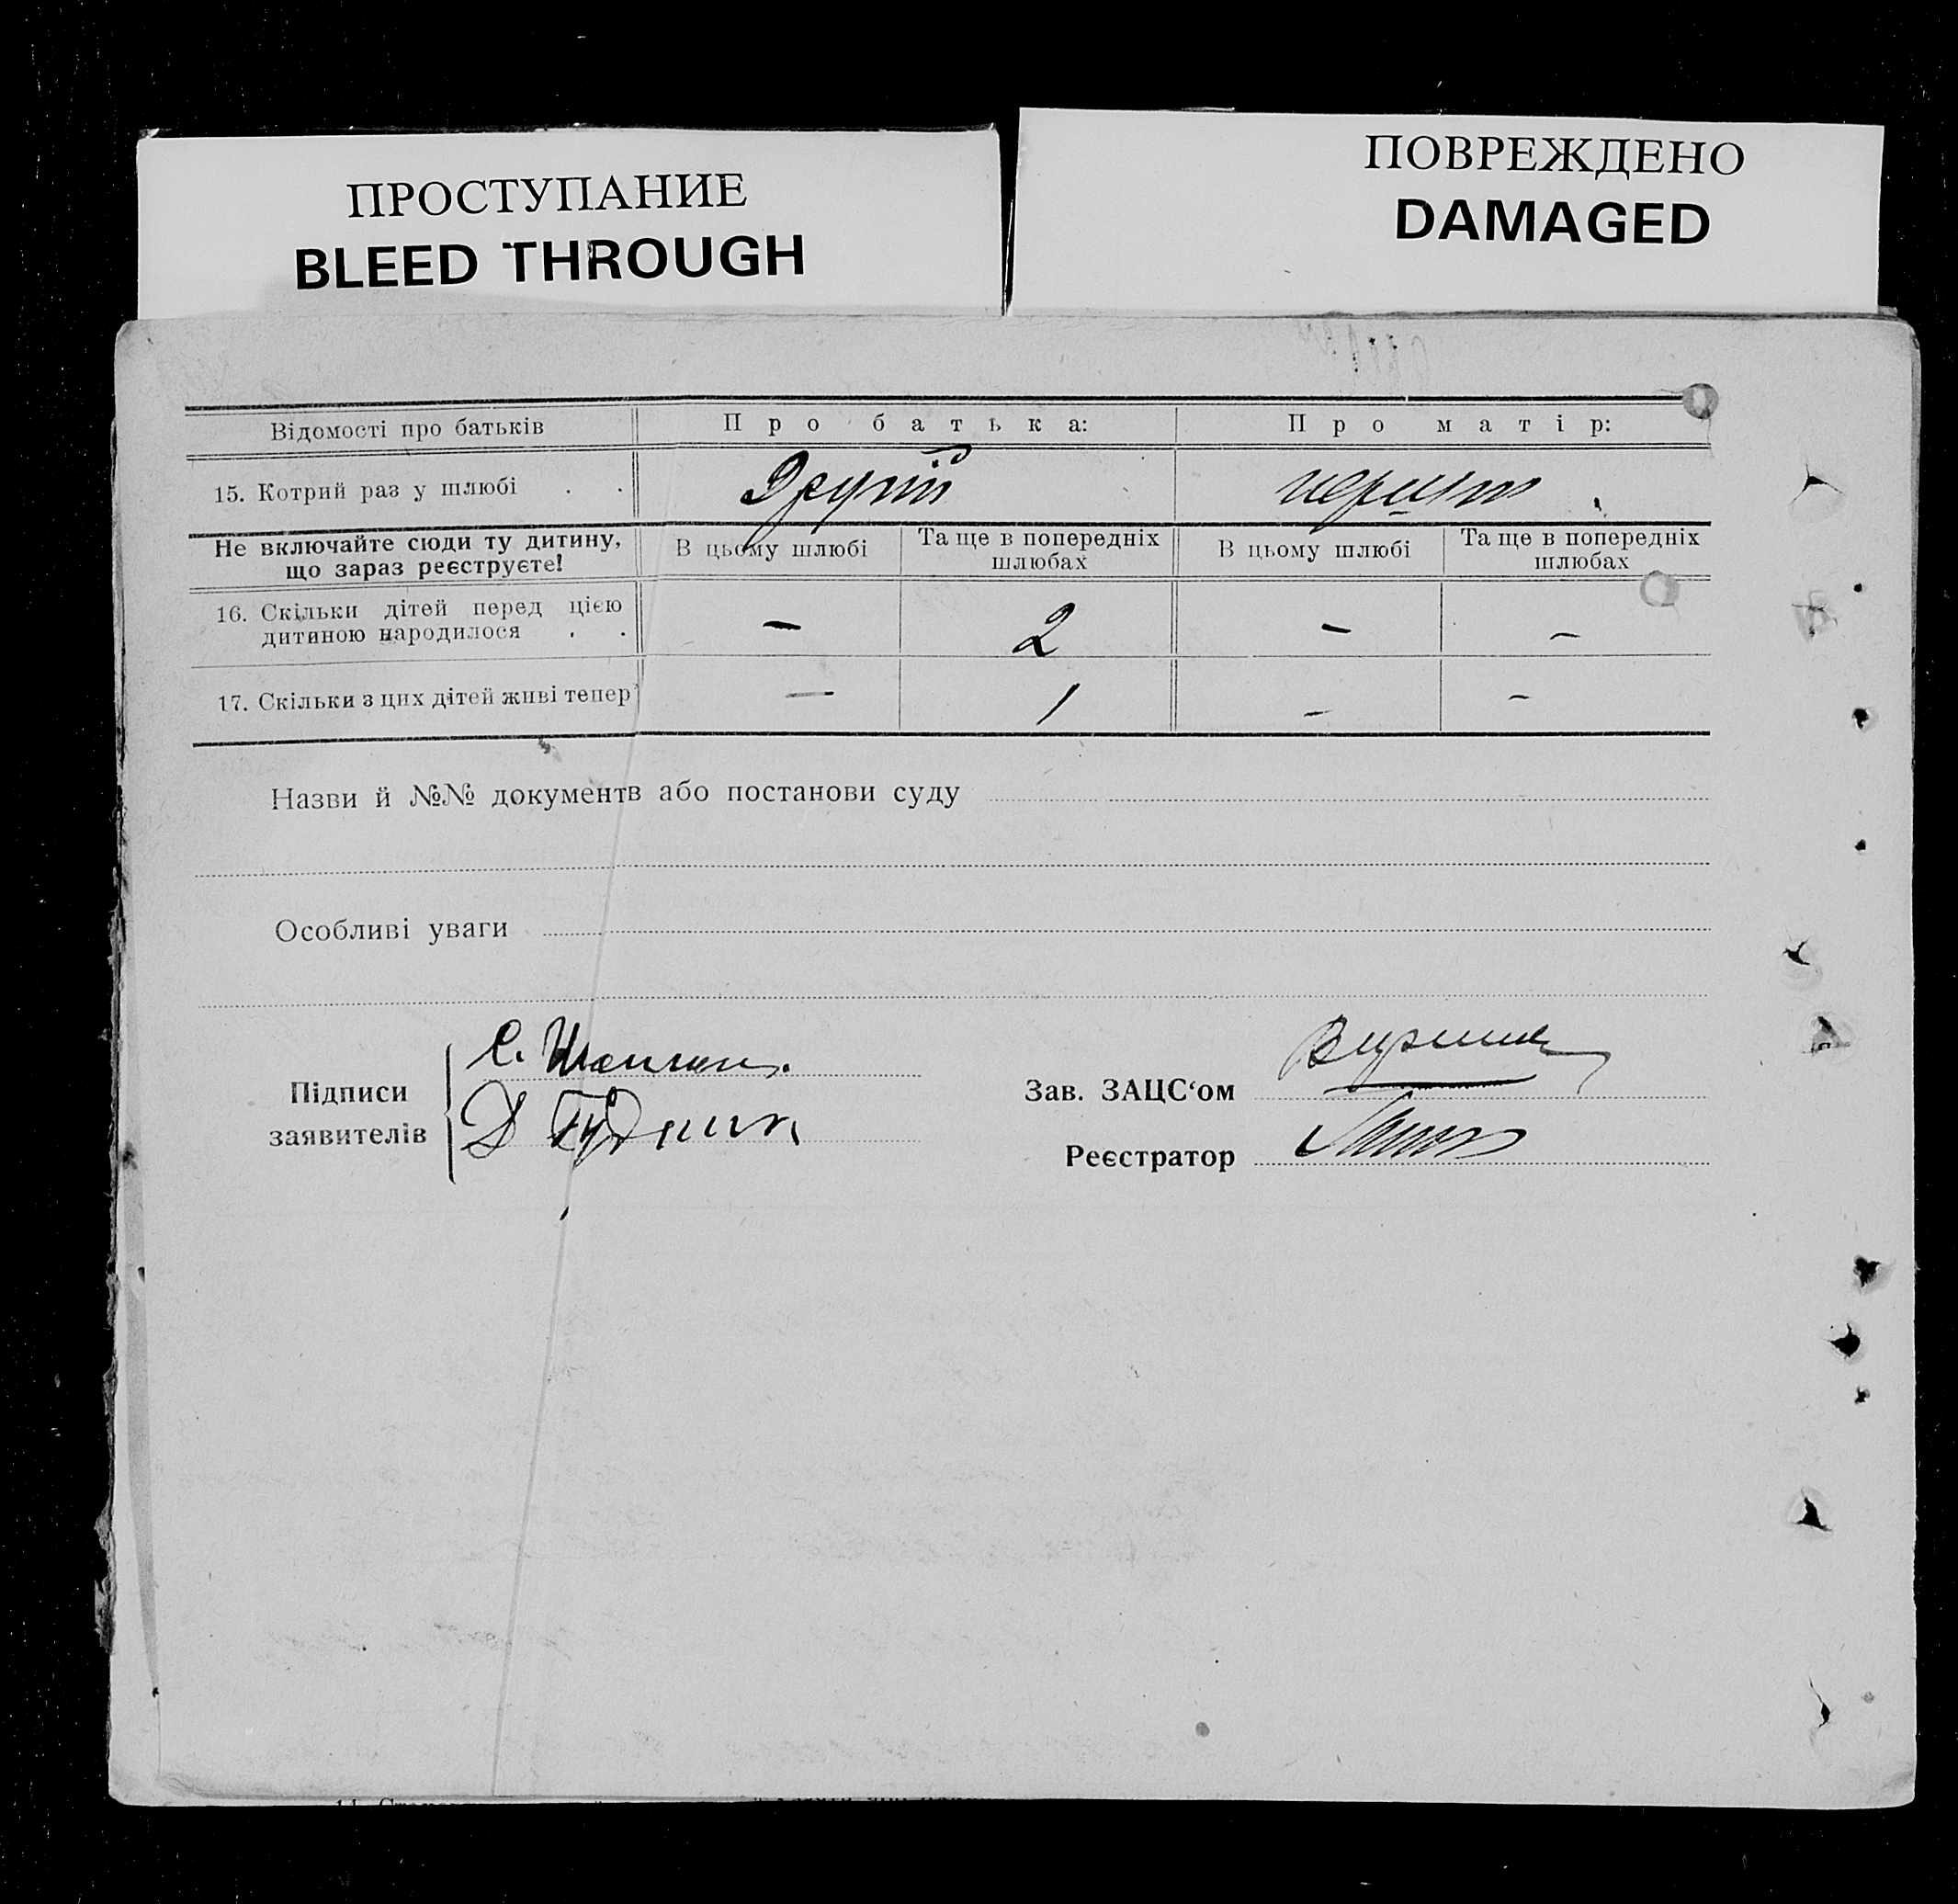 ПРОСТУПАНИЕ
BLEED THROUGH
ПОВРЕЖДЕНО
DAMAGED
Відомості про батьків Про батька: Про матір:
15. Котрий раз у шлюбі . . Другий перший
Не включайте сюди ту дитину, що зараз реєструєте! В цьому шлюбі Та ще в попередніх шлюбах В цьому шлюбі Та ще в попередніх шлюбах
16. Скільки дітей перед цією
дитиною народилося . . — 2 — —
17. Скільки з цих дітей живі тепер — 1 — —
Назви й №№ документів або постанови суду
Особливі уваги
Підписи
заявителів
С.
Д
Зав. ЗАЦС‘ом
Реєстратор